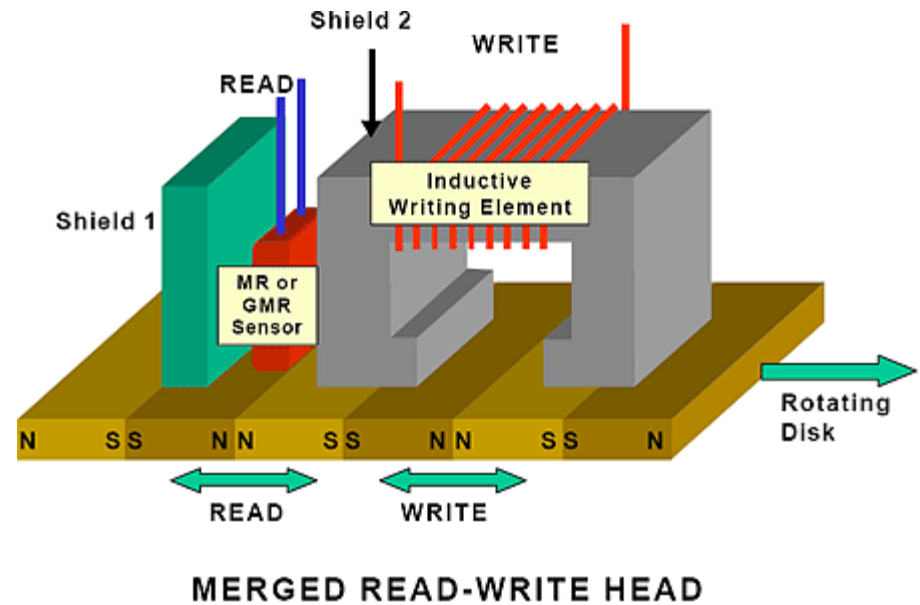 Shield 2
WRITE
READ
Shield 1
Inductive
Writing Element
MR or
GMR
Sensor
Rotating
Disk
N S S N N S S N N S S N
READ WRITE
MERGED READ-WRITE HEAD